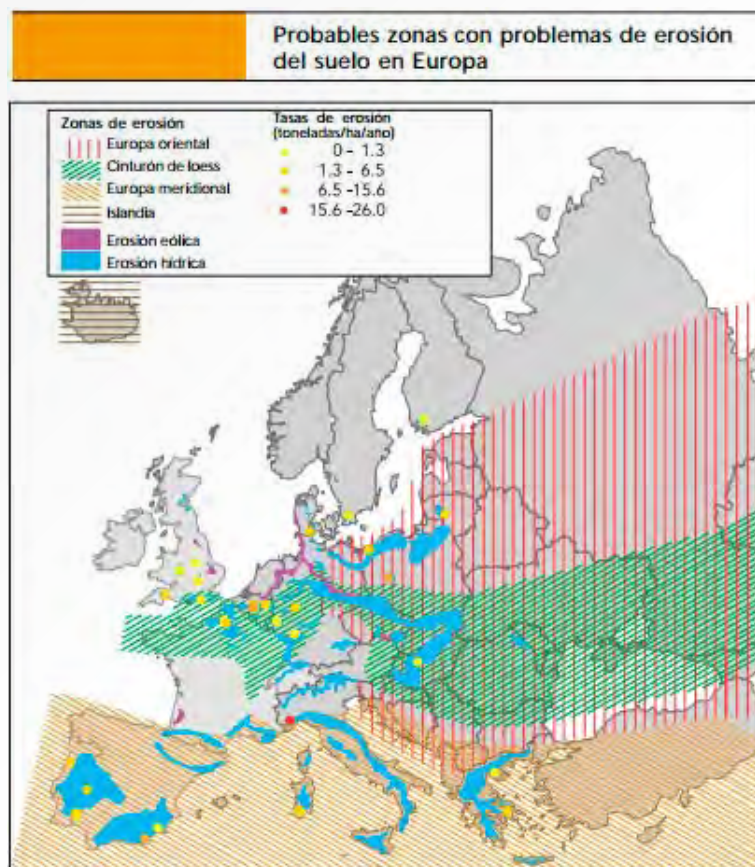 Probables zonas con problemas de erosión
del suelo en Europa
Zonas de erosión
Europa oriental
Cinturón de loess
Europa meridional
Islandia
Erosión eólica
Erosión hídrica
Tasas de erosión
(toneladas/ha/año)
0 - 1.3
1.3 - 6.5
6.5 -15.6
15.6 -26.0